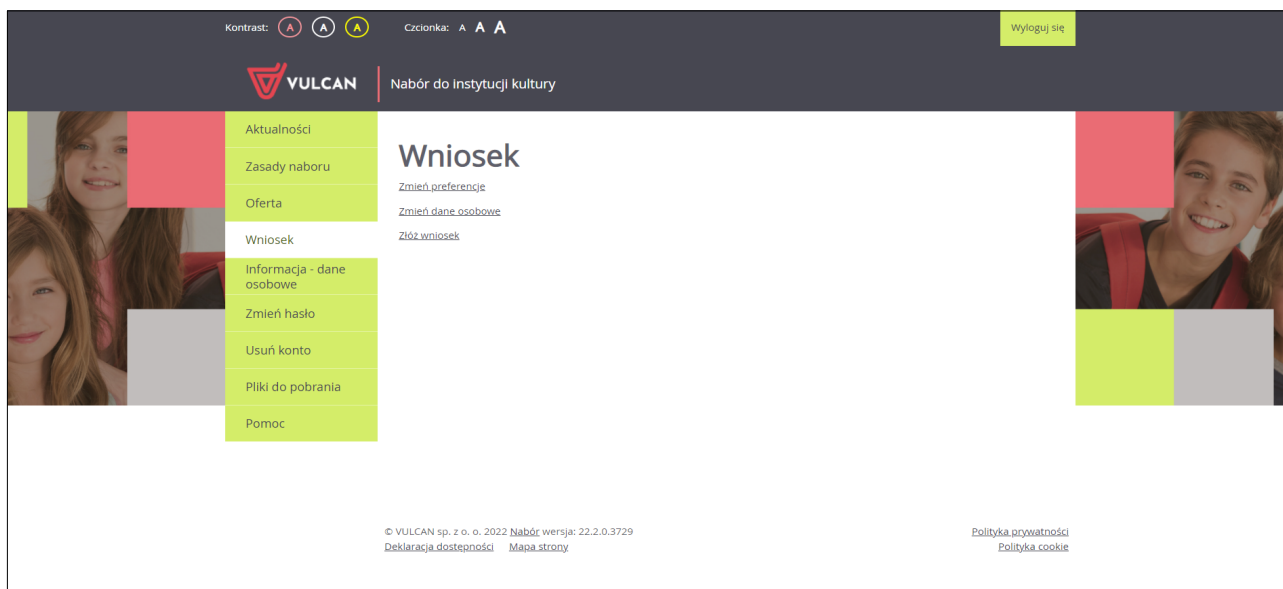 Kontrast: A A A Czcionka: A A A Wyloguj się
VULCAN Nabór do instytucji kultury
Aktualności
Zasady naboru
Oferta
Wniosek
Informacja - dane
osobowe
Zmień hasło
Usuń konto
Pliki do pobrania
Pomoc
Wniosek
Zmień preferencje
Zmień dane osobowe
Złóż wniosek
© VULCAN sp. z o. o. 2022 Nabór wersja: 22.2.0.3729
Deklaracja dostępności Mapa strony
Polityka prywatności
Polityka cookie